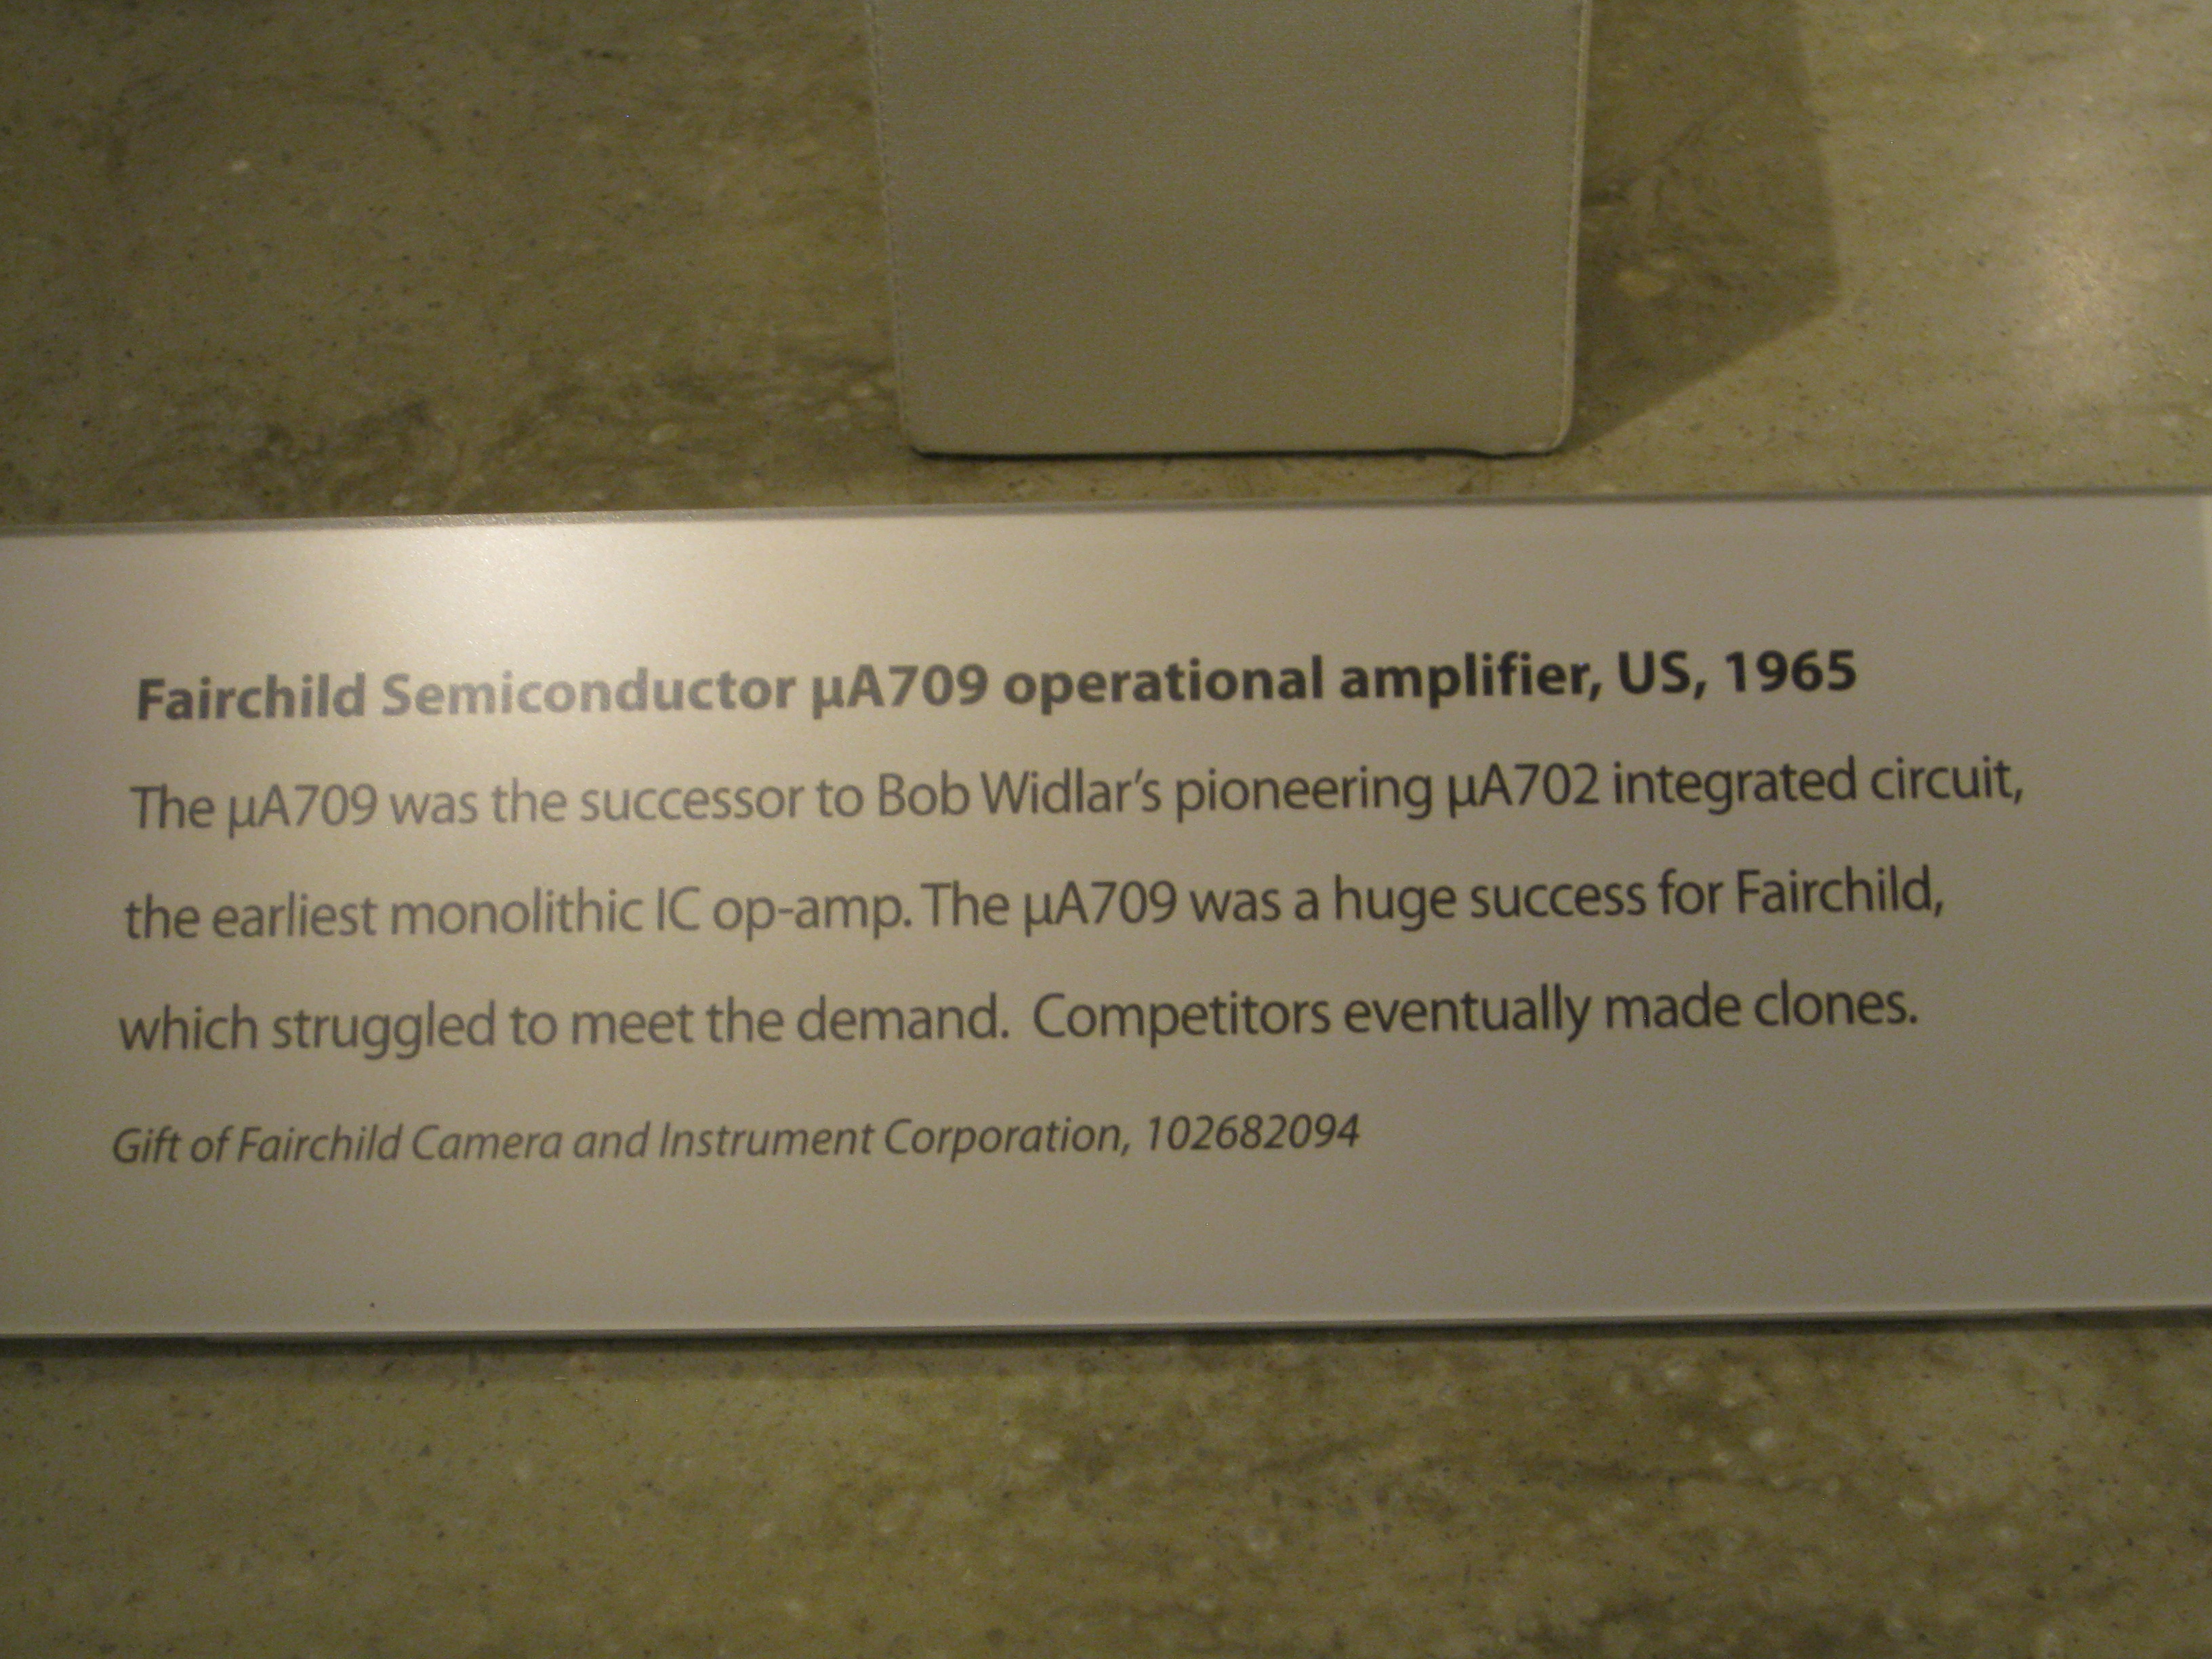 Fairchild Semiconductor µA709 operational amplifier, US, 1965
The µA709 was the successor to Bob Widlar’s pioneering µA702 integrated circuit,
the earliest monolithic IC op-amp. The µA709 was a huge success for Fairchild,
which struggled to meet the demand.  Competitors eventually made clones.
Gift of Fairchild Camera and Instrument Corporation, 102682094